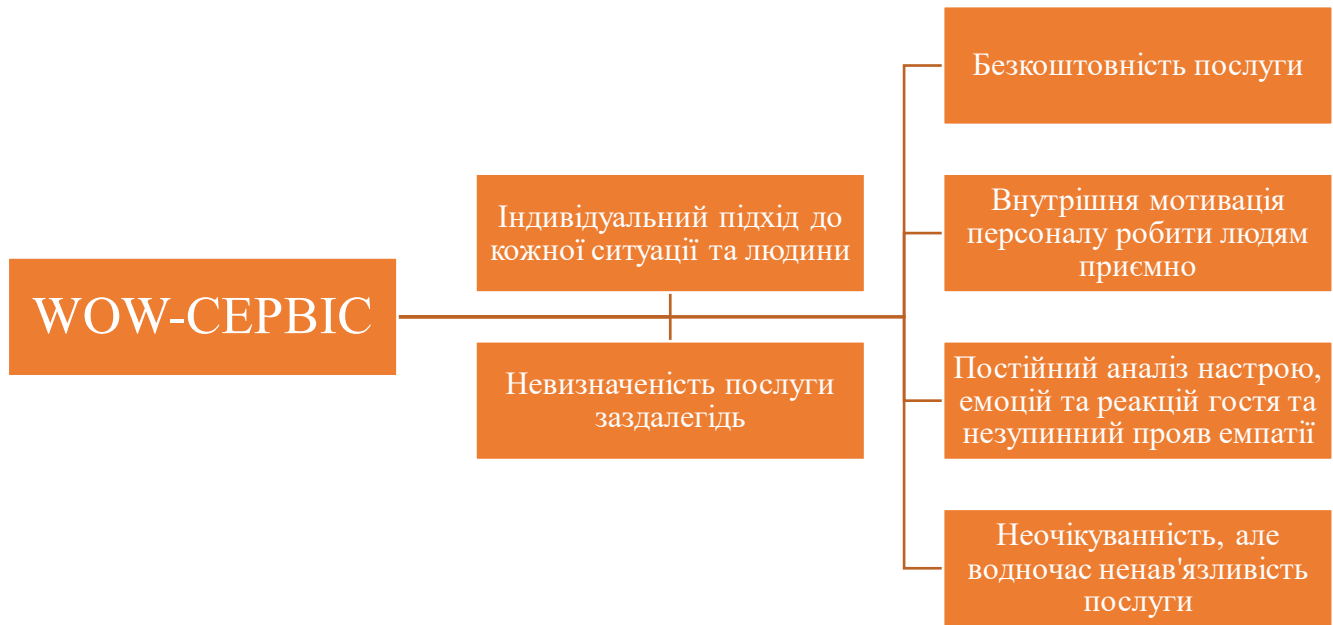 WOW-СЕРВІС
Індивідуальний підхід до
кожної ситуації та людини
Невизначеність послуги
заздалегідь
Безкоштовність послуги
Внутрішня мотивація
персоналу робити людям
приємно
Постійний аналіз настрою,
емоцій та реакцій гостя та
незупинний прояв емпатії
Неочікуванність, але
водночас ненав'язливість
послуги